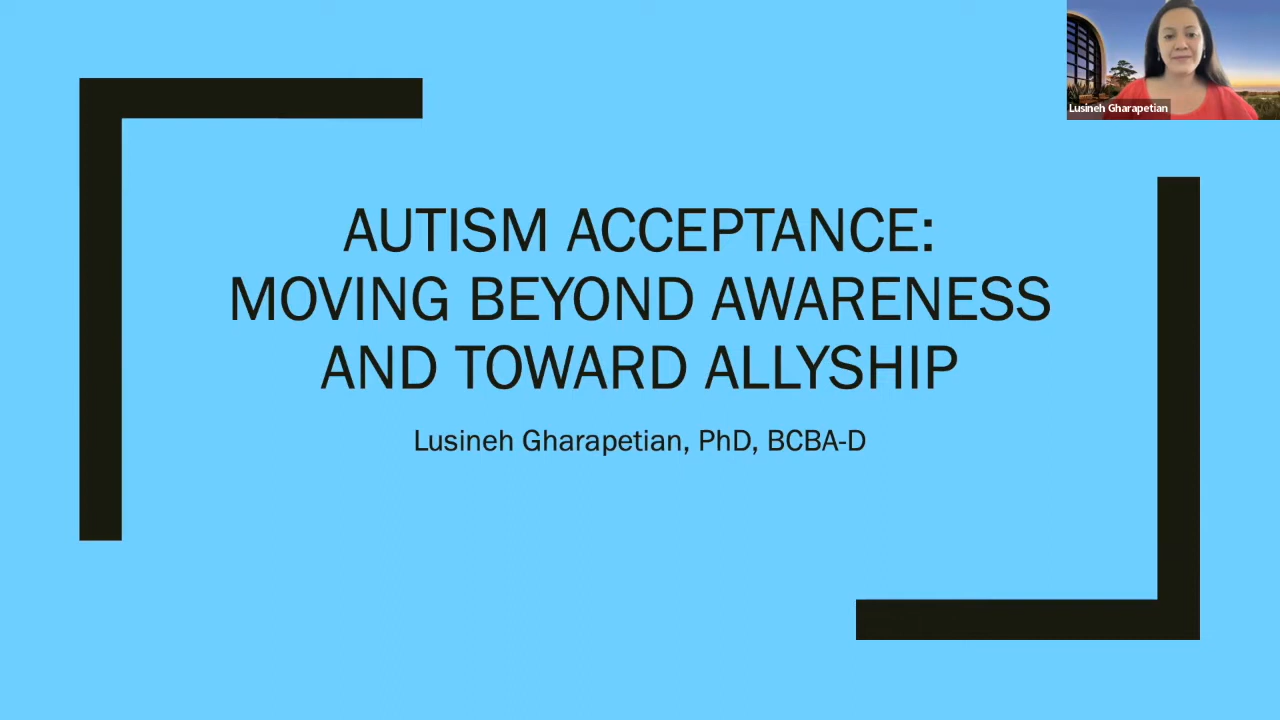 Lusineh Gharapetian
AUTISM ACCEPTANCE:
MOVING BEYOND AWARENESS
AND TOWARD ALLYSHIP
Lusineh Gharapetian, PhD, BCBA-D